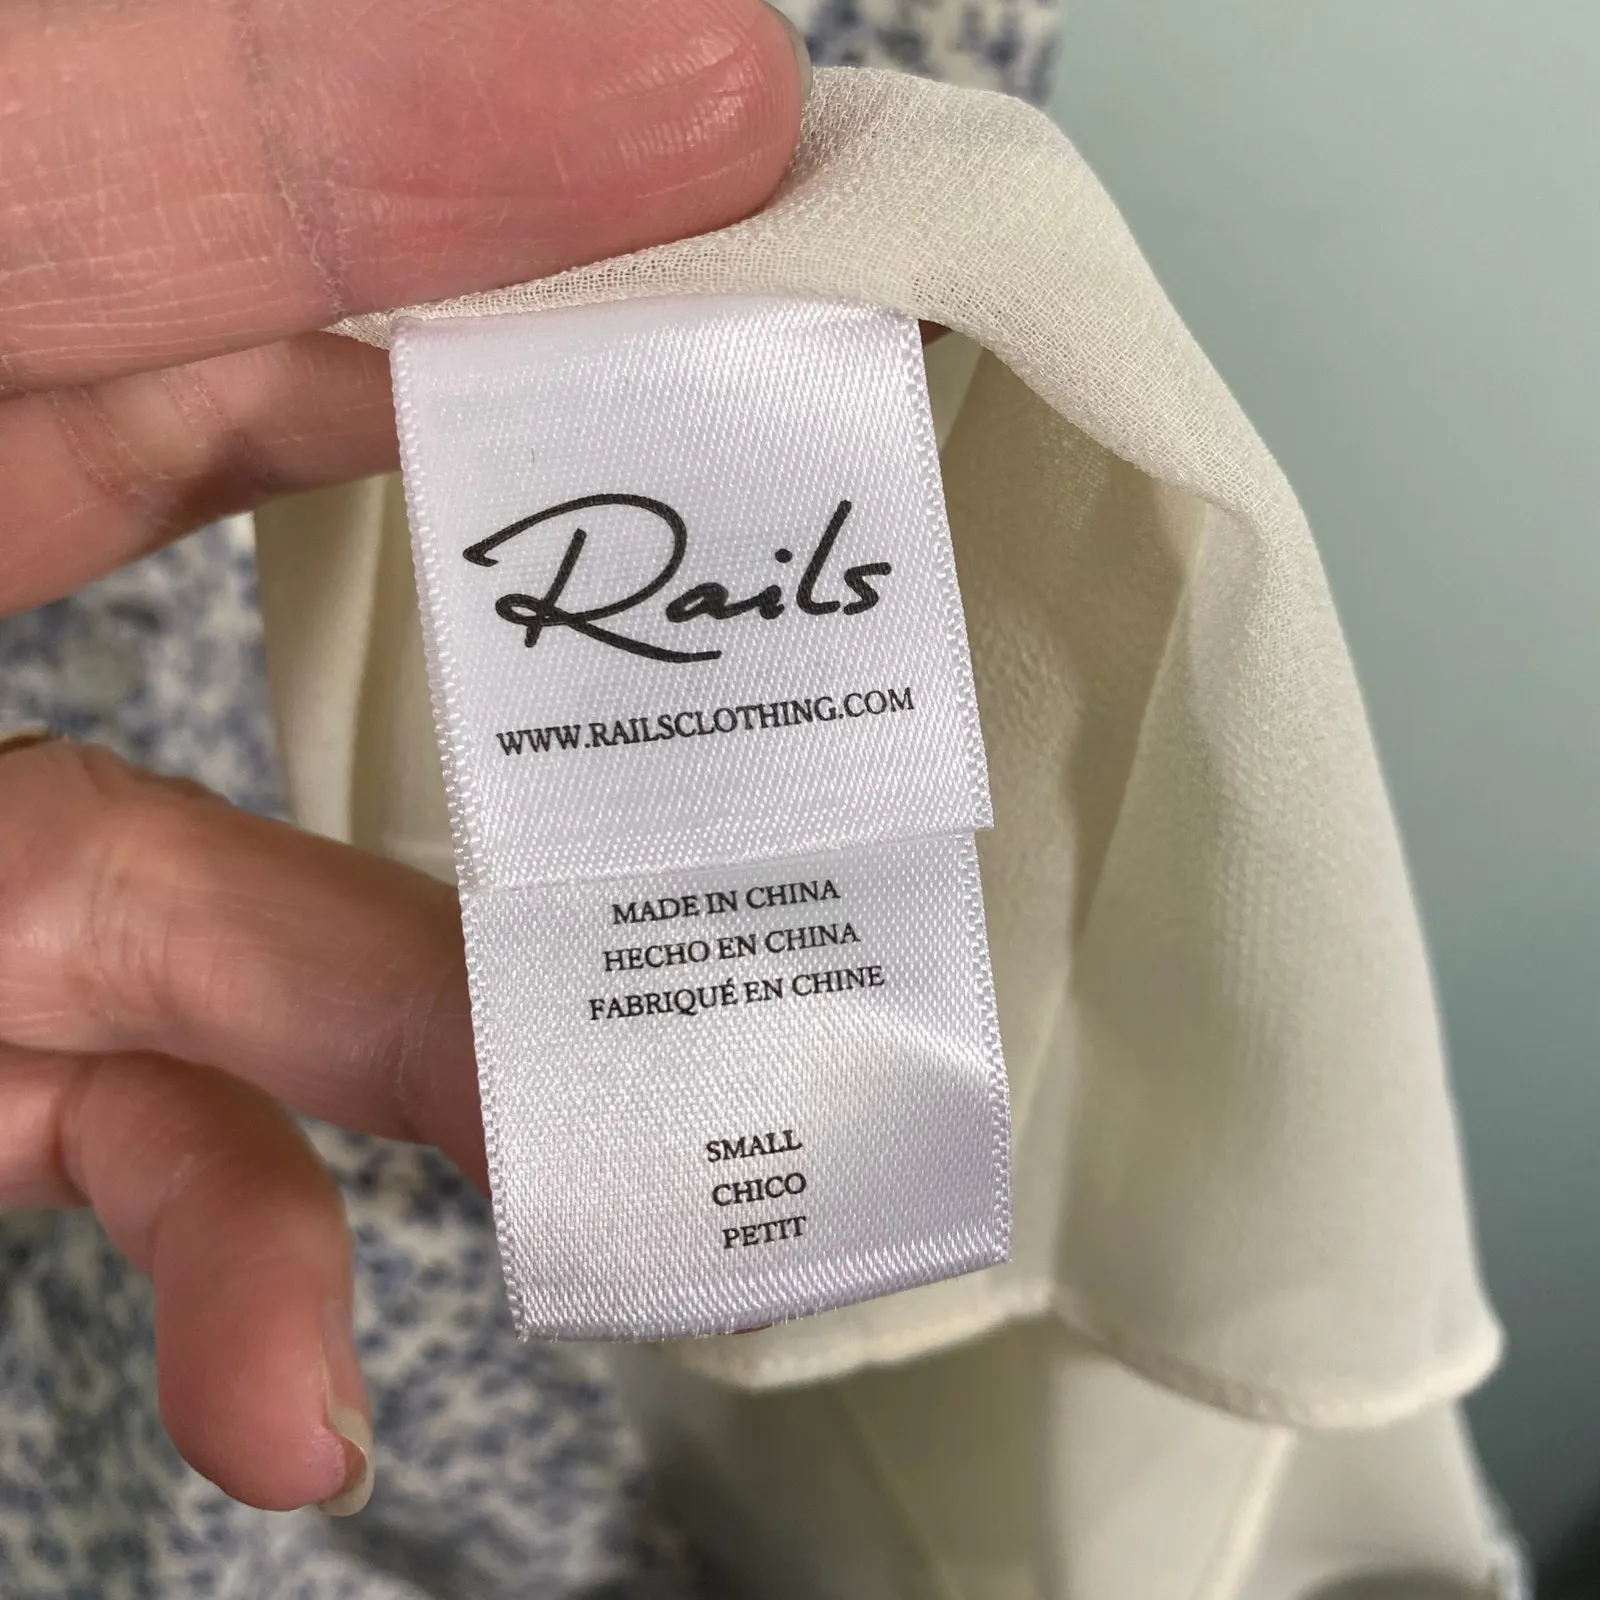 Rails
WWW.RAILSCLOTHING.COM
MADE IN CHINA
HECHO EN CHINA
FABRIQUÉ EN CHINE
SMALL
CHICO
PETIT